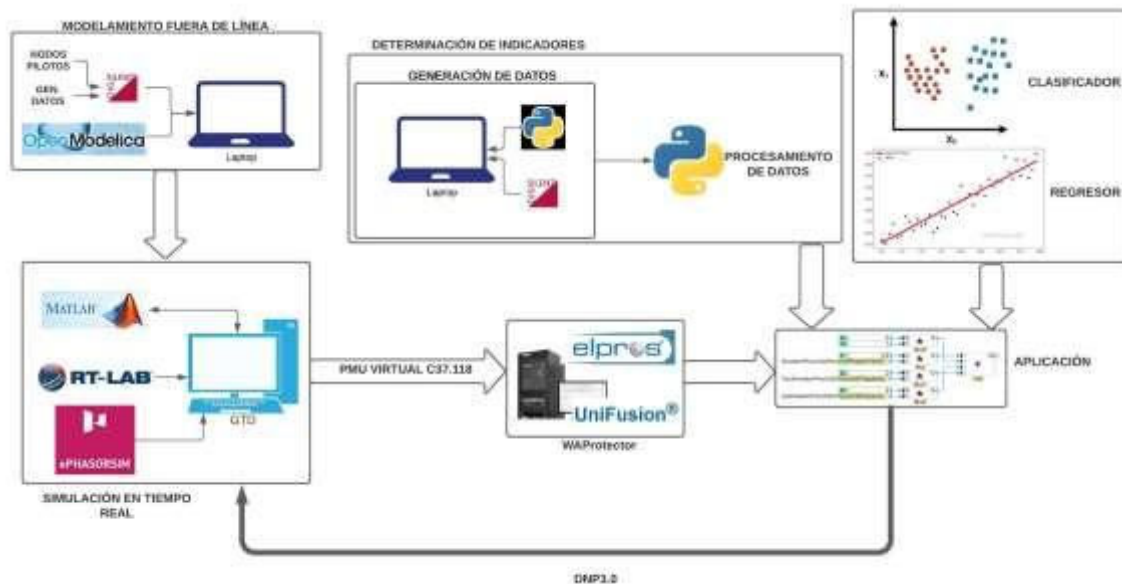 MODELAMIENTO FUERA DE LÍNEA
NODOS
PILOTOS
GEN.
DATOS
OpenModelica
Laptop
DETERMINACIÓN DE INDICADORES
GENERACIÓN DE DATOS
Laptop
PROCESAMIENTO
DE DATOS
CLASIFICADOR
REGRESOR
MATLAB
RT-LAB
ePHASORSIM
GTD
SIMULACIÓN EN TIEMPO
REAL
PMU VIRTUAL C37.118
elpros
UniFusion®
WAProtector
APLICACIÓN
DNP3.0